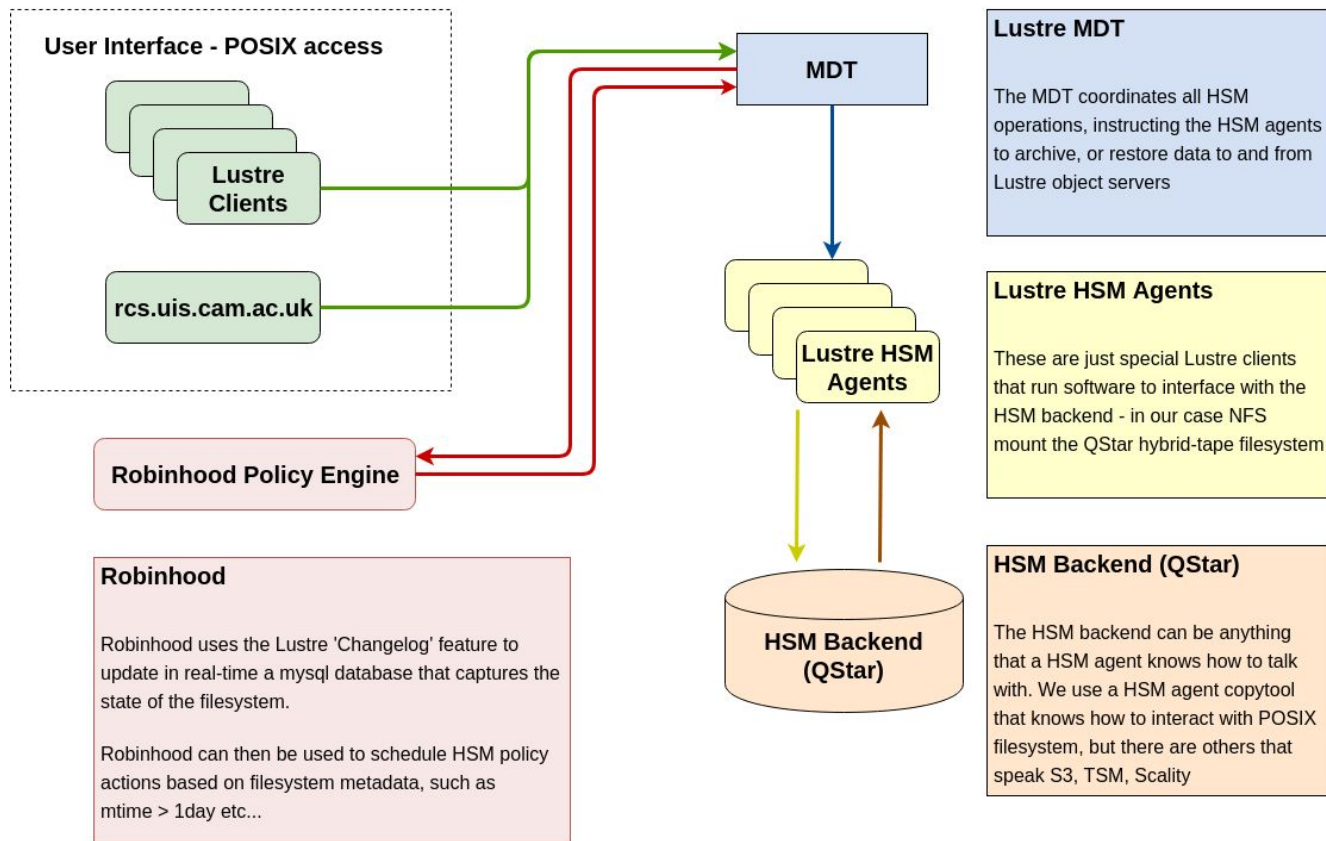 User Interface - POSIX access
Lustre
Clients
rcs.uis.cam.ac.uk
Robinhood Policy Engine
Robinhood
Robinhood uses the Lustre 'Changelog' feature to
update in real-time a mysql database that captures the
state of the filesystem.
Robinhood can then be used to schedule HSM policy
actions based on filesystem metadata, such as
mtime > 1day etc...
MDT
Lustre HSM
Agents
HSM Backend
(QStar)
Lustre MDT
The MDT coordinates all HSM
operations, instructing the HSM agents
to archive, or restore data to and from
Lustre object servers
Lustre HSM Agents
These are just special Lustre clients
that run software to interface with the
HSM backend - in our case NFS
mount the QStar hybrid-tape filesystem
HSM Backend (QStar)
The HSM backend can be anything
that a HSM agent knows how to talk
with. We use a HSM agent copytool
that knows how to interact with POSIX
filesystem, but there are others that
speak S3, TSM, Scality